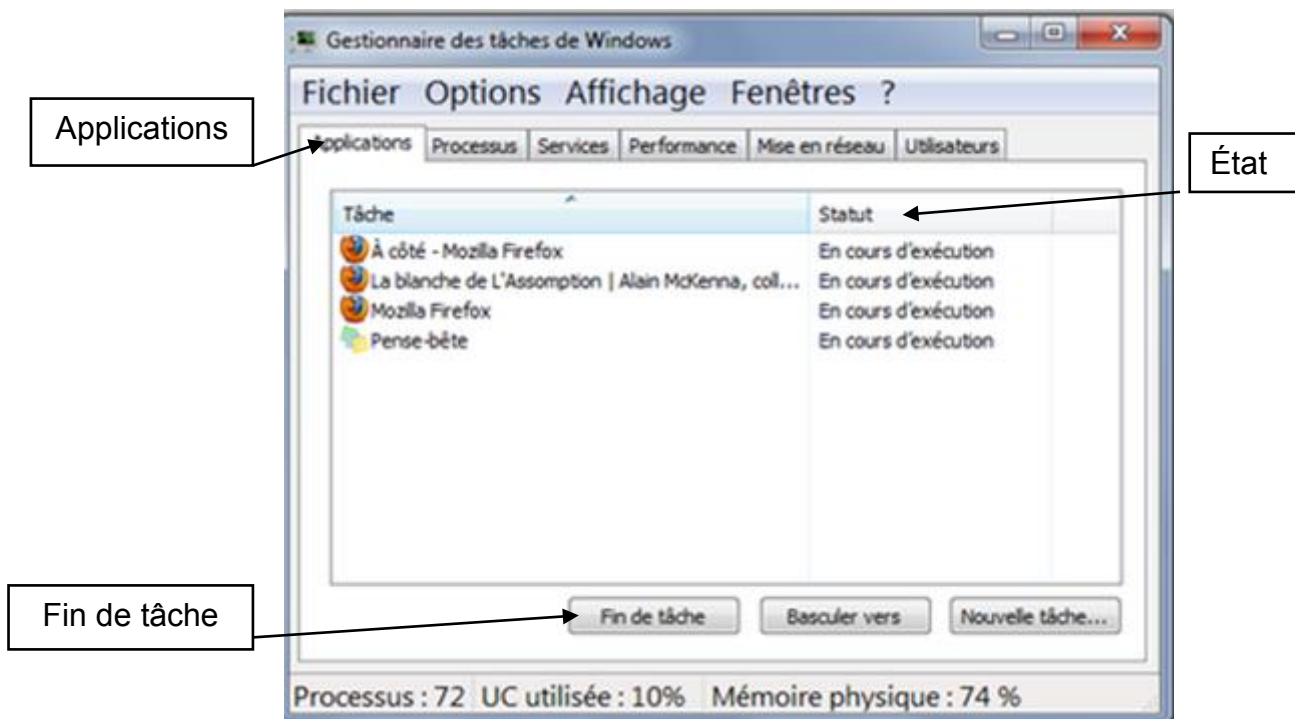 Gestionnaire des tâches de Windows
Fichier Options Affichage Fenêtres ?
Applications
Applications Processus Services Performance Mise en réseau Utilisateurs
État
Tâche Statut
À côté - Mozilla Firefox En cours d'exécution
La blanche de L'Assomption | Alain McKenna, coll... En cours d'exécution
Mozilla Firefox En cours d'exécution
Pense-bête En cours d'exécution
Fin de tâche
Fin de tâche Basculer vers Nouvelle tâche...
Processus : 72 UC utilisée : 10% Mémoire physique : 74 %